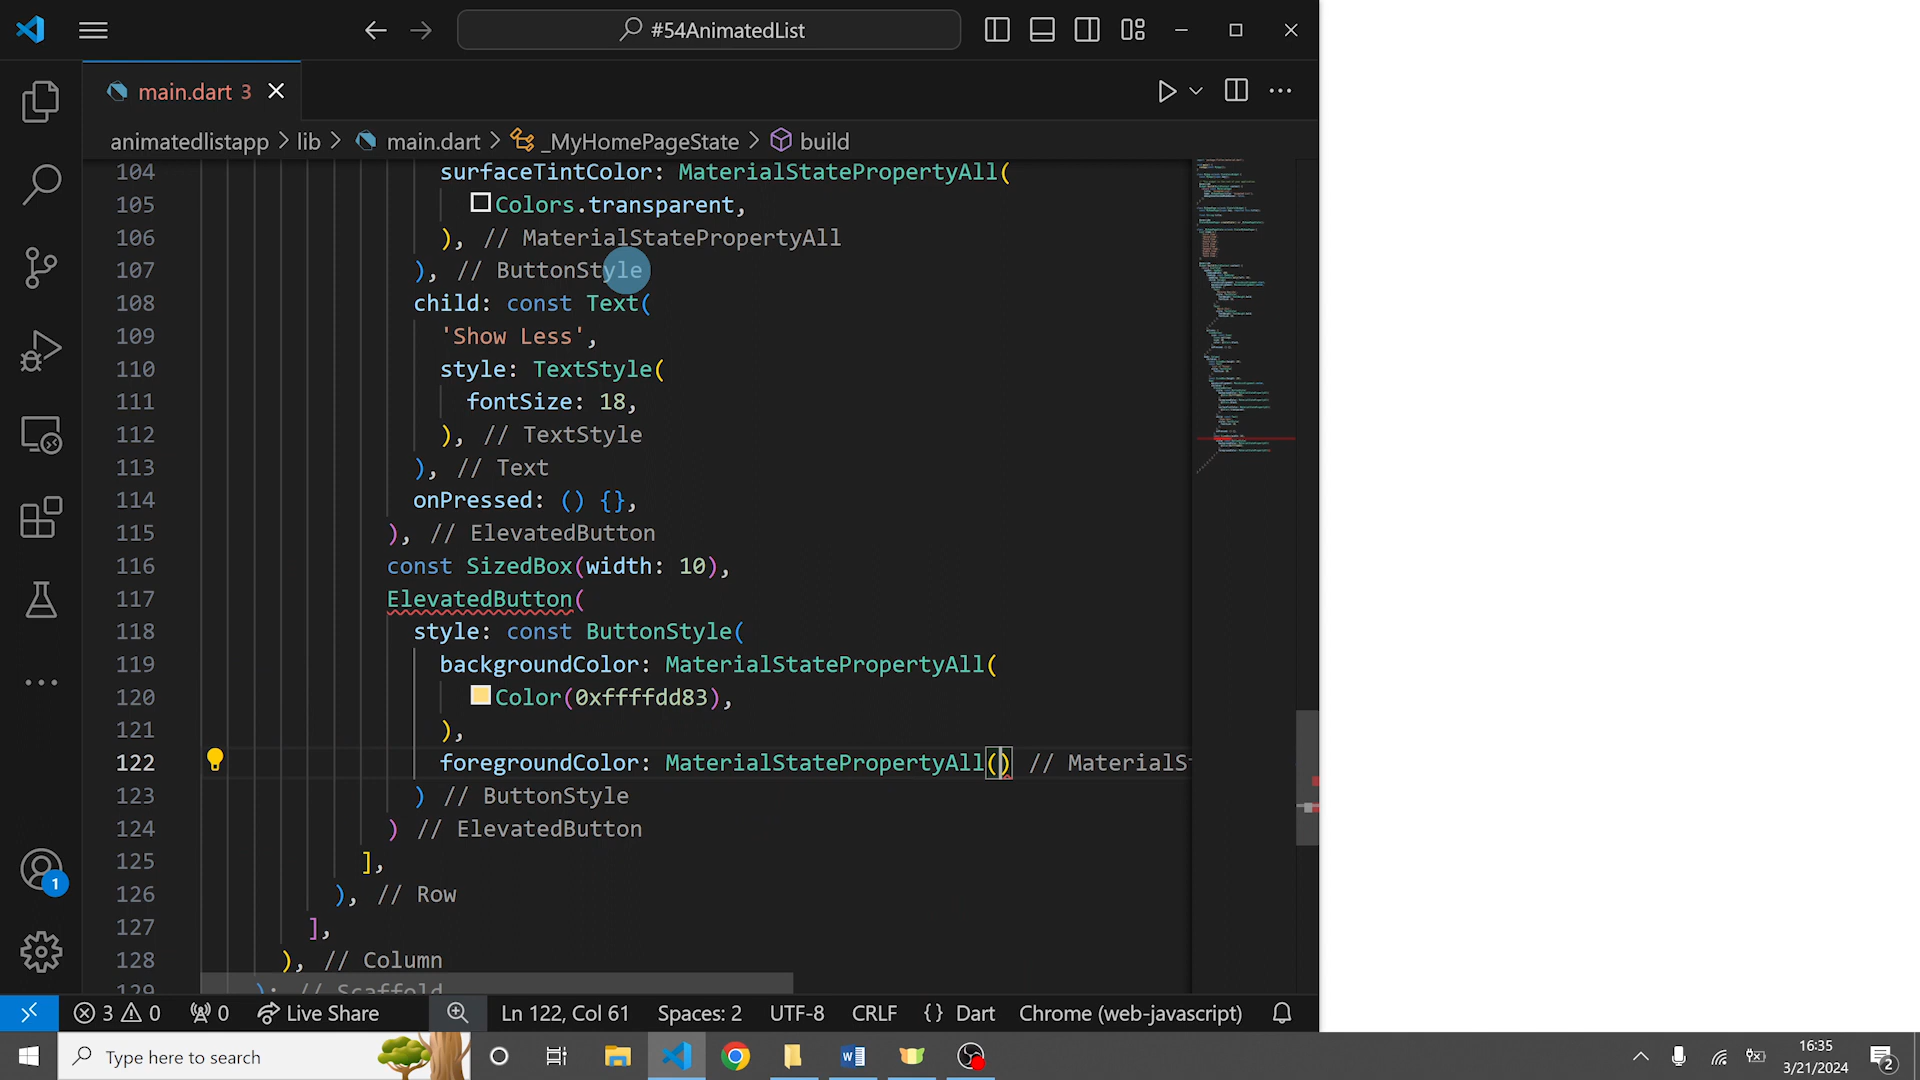 #54AnimatedList
main.dart 3
animatedlistapp > lib > main.dart > _MyHomePageState > build
104 surfaceTintColor: MaterialStatePropertyAll(
105 Colors.transparent,
106 ), // MaterialStatePropertyAll
107 ), // ButtonStyle
108 child: const Text(
109 'Show Less',
110 style: TextStyle(
111 fontSize: 18,
112 ), // TextStyle
113 ), // Text
114 onPressed: () {},
115 ), // ElevatedButton
116 const SizedBox(width: 10),
117 ElevatedButton(
118 style: const ButtonStyle(
119 backgroundColor: MaterialStatePropertyAll(
120 Color(0xffffdd83),
121 ),
122 foregroundColor: MaterialStatePropertyAll() // MaterialS
123 ) // ButtonStyle
124 ) // ElevatedButton
125 ],
126 ), // Row
127 ],
128 ), // Column
129 ); // Scaffold
1
3 0 0 Live Share Ln 122, Col 61 Spaces: 2 UTF-8 CRLF {} Dart Chrome (web-javascript)
Type here to search
16:35
3/21/2024
2